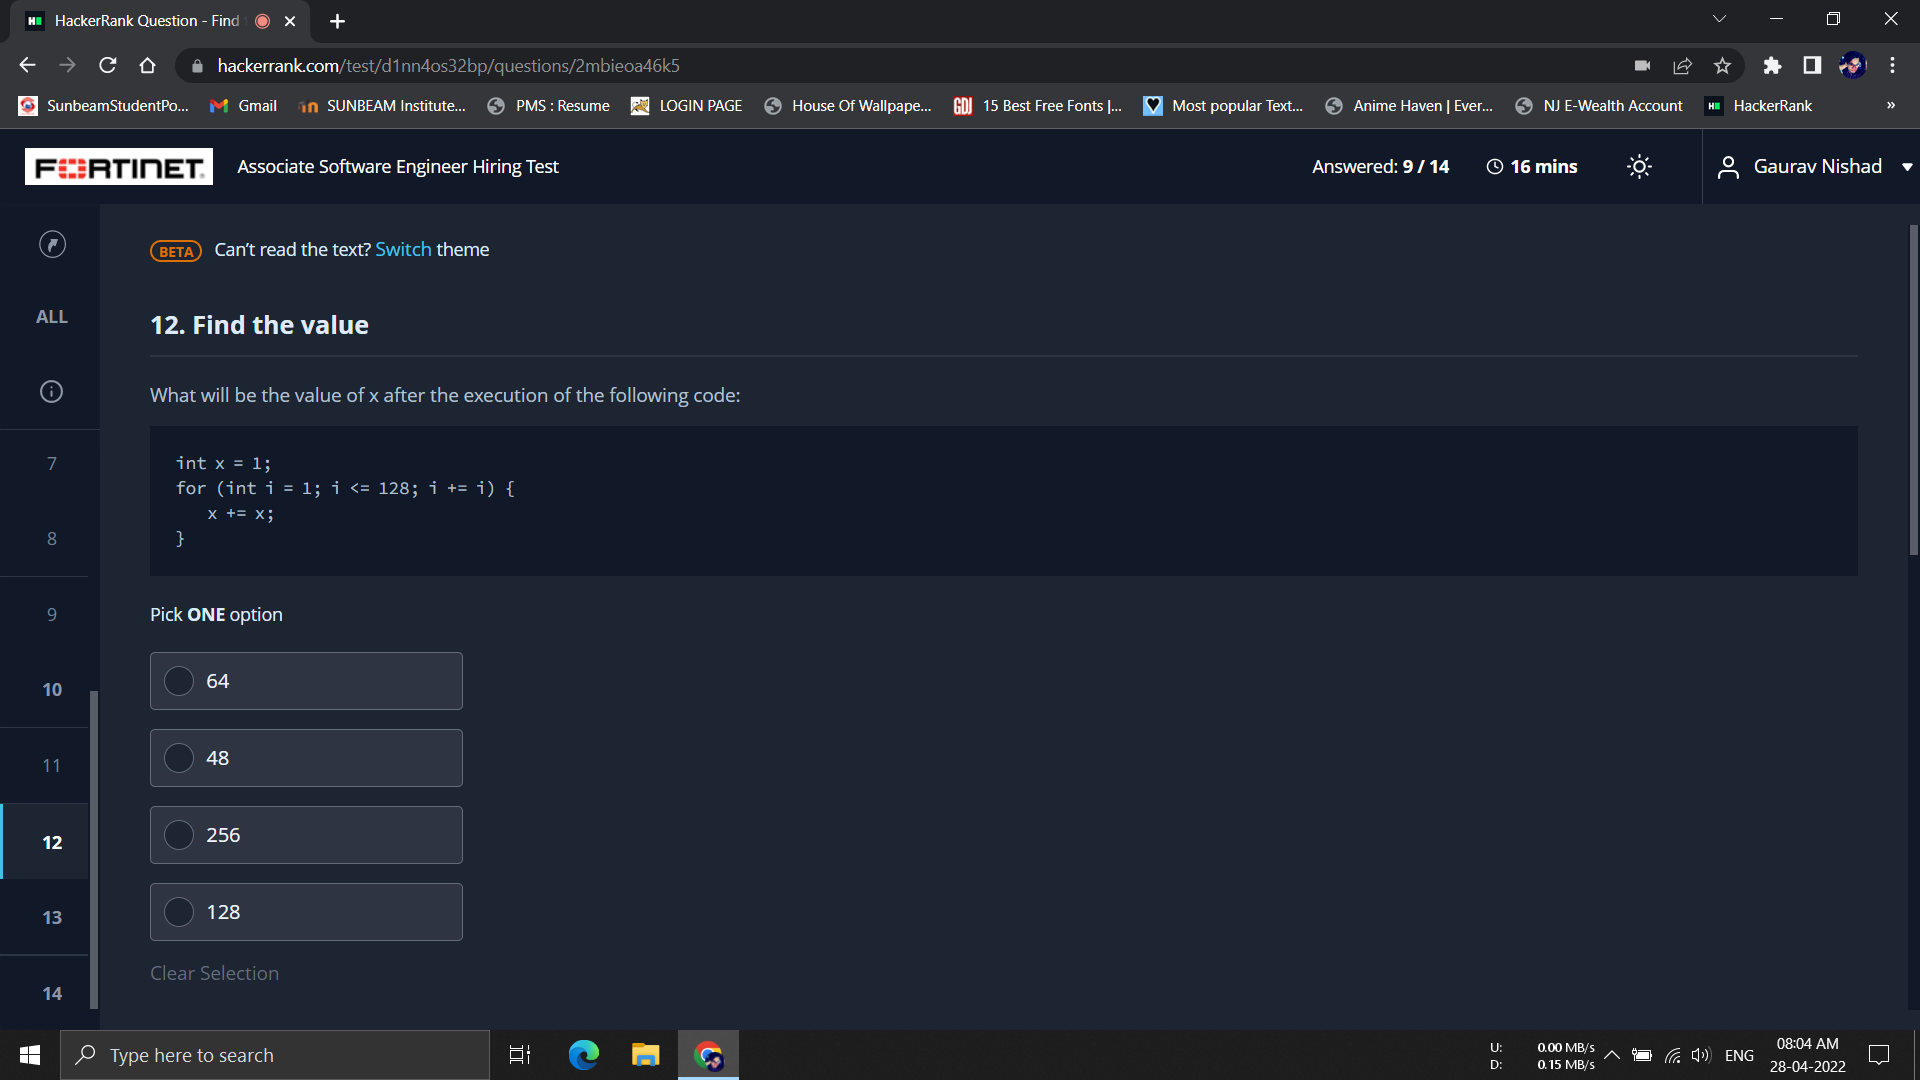 HackerRank Question - Find
hackerrank.com/test/d1nn4os32bp/questions/2mbieoa46k5
SunbeamStudentPo... Gmail SUNBEAM Institute... PMS : Resume LOGIN PAGE House Of Wallpape... GDJ 15 Best Free Fonts |... Most popular Text... Anime Haven | Ever... NJ E-Wealth Account HackerRank »
FORTINET Associate Software Engineer Hiring Test Answered: 9 / 14 16 mins Gaurav Nishad
BETA Can't read the text? Switch theme
ALL
12. Find the value
What will be the value of x after the execution of the following code:
int x = 1;
for (int i = 1; i <= 128; i += i) {
x += x;
}
Pick ONE option
64
48
256
128
Clear Selection
7
8
9
10
11
12
13
14
Type here to search
U: 0.00 MB/s
D: 0.15 MB/s
ENG
08:04 AM
28-04-2022